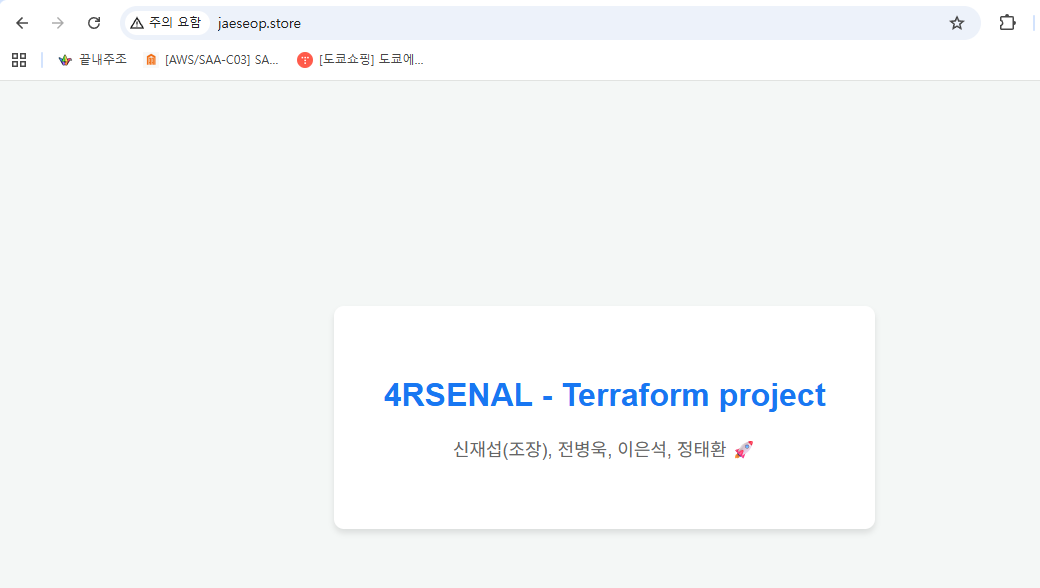 주의 요함 jaeseop.store
끝내주조 [AWS/SAA-C03] SA... [도쿄쇼핑] 도쿄에...
4RSENAL - Terraform project
신재섭(조장), 전병욱, 이은석, 정태환 🚀